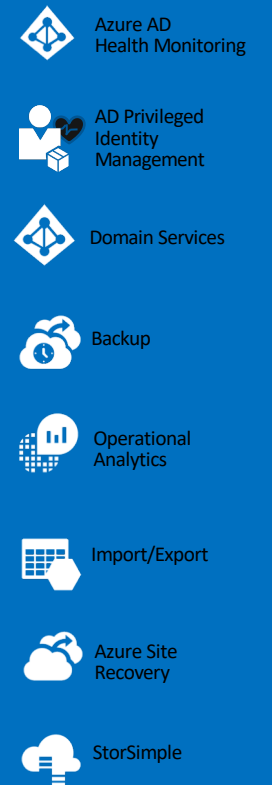 Azure AD
Health Monitoring
AD Privileged
Identity
Management
Domain Services
Backup
Operational
Analytics
Import/Export
Azure Site
Recovery
StorSimple